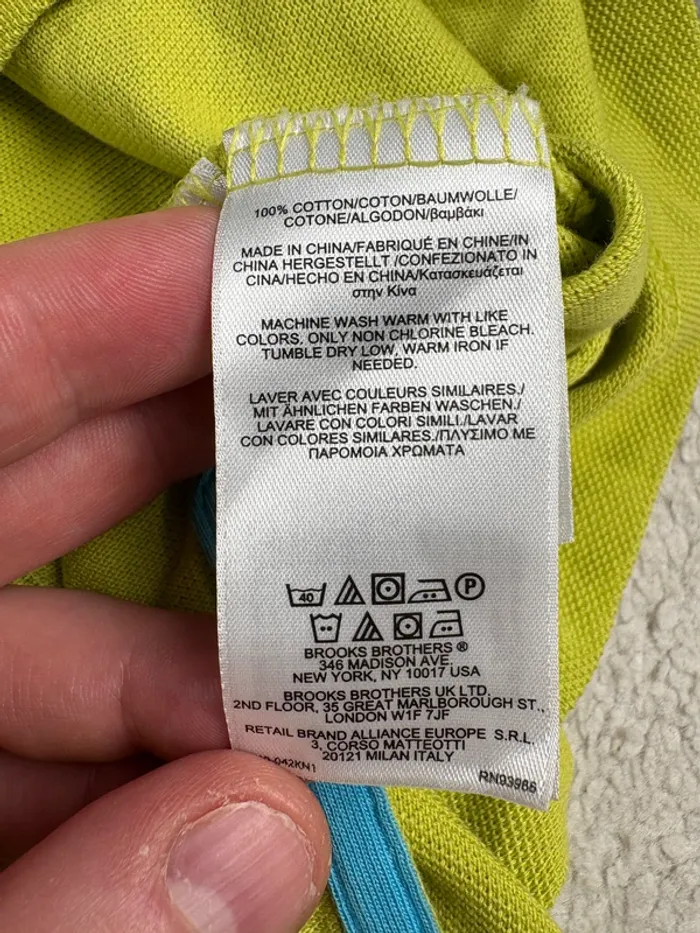 100% COTTON/COTON/BAUMWOLLE/
COTONE/ALGODON/βαμβάκι
MADE IN CHINA/FABRIQUÉ EN CHINE/IN
CHINA HERGESTELLT /CONFEZIONATO IN
CINA/HECHO EN CHINA/Κατασκευάζεται
στην Κίνα
MACHINE WASH WARM WITH LIKE
COLORS. ONLY NON CHLORINE BLEACH.
TUMBLE DRY LOW, WARM IRON IF
NEEDED.
LAVER AVEC COULEURS SIMILAIRES./
MIT ÄHNLICHEN FARBEN WASCHEN./
LAVARE CON COLORI SIMILI./LAVAR
CON COLORES SIMILARES./ΠΛΥΣΙΜΟ ΜΕ
ΠΑΡΟΜΟΙΑ ΧΡΩΜΑΤΑ
40 P
BROOKS BROTHERS ®
346 MADISON AVE.
NEW YORK, NY 10017 USA
BROOKS BROTHERS UK LTD.
2ND FLOOR, 35 GREAT MARLBOROUGH ST.,
LONDON W1F 7JF
RETAIL BRAND ALLIANCE EUROPE S.R.L.
3, CORSO MATTEOTTI
20121 MILAN ITALY
RN93966